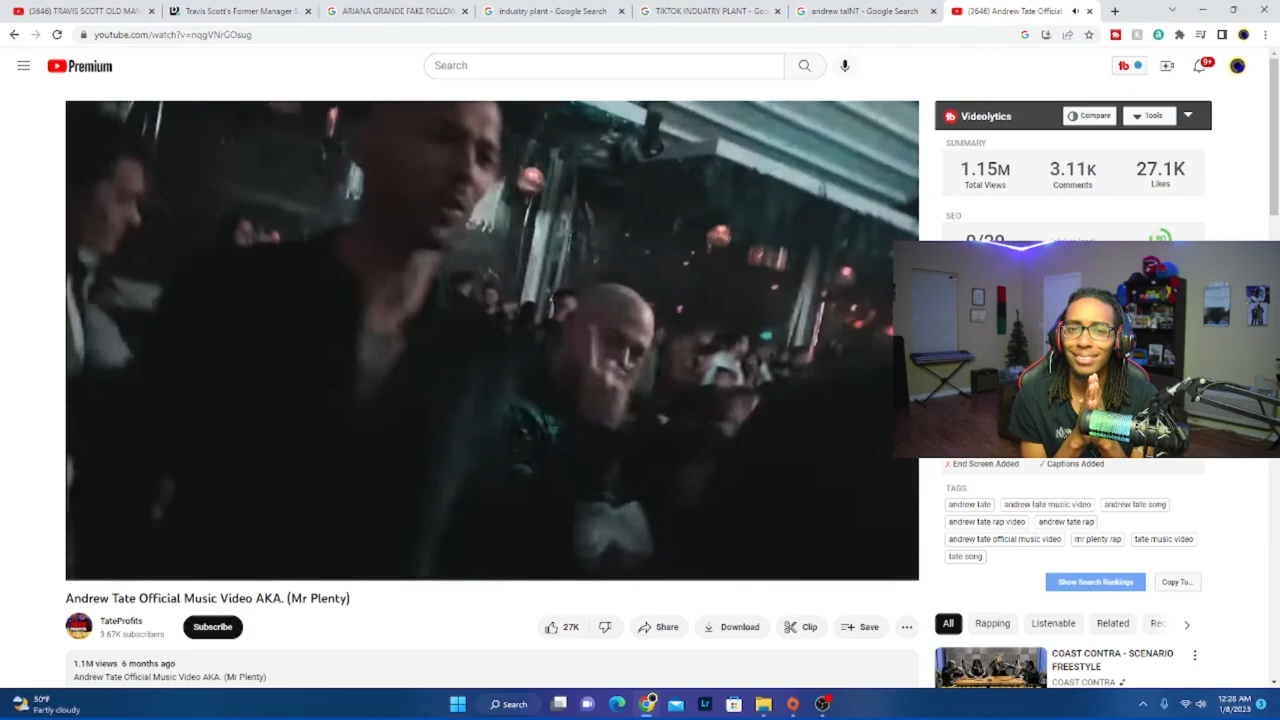 (3646) TRAVIS SCOTT OLD MAN
Travis Scott's Former Manager S
ARIANA GRANDE FAKE FOLLOW
industry plant - Google Search
TIKTOK INDUSTRY PLANT - Go
andrew talNT - Google Search
(3646) Andrew Tate Official
youtube.com/watch?v=nqgVNrGOsug
Premium
Search
9+
Videolytics
Compare
Tools
SUMMARY
1.15M
3.11K
27.1K
Total Views
Comments
Likes
SEO
End Screen Added
Captions Added
TAGS
andrew tate
andrew tate music video
andrew tate song
andrew tate rap video
andrew tate rap
andrew tate official music video
mr plenty rap
tate music video
tate song
Show Search Rankings
Copy To...
Andrew Tate Official Music Video AKA. (Mr Plenty)
TateProfits
3.67K subscribers
Subscribe
27K
Share
Download
Clip
Save
All
Rapping
Listenable
Related
Rec
1.1M views 6 months ago
Andrew Tate Official Music Video AKA. (Mr Plenty)
COAST CONTRA - SCENARIO
FREESTYLE
COAST CONTRA
50°F
Partly cloudy
Search
12:28 AM
1/8/2023